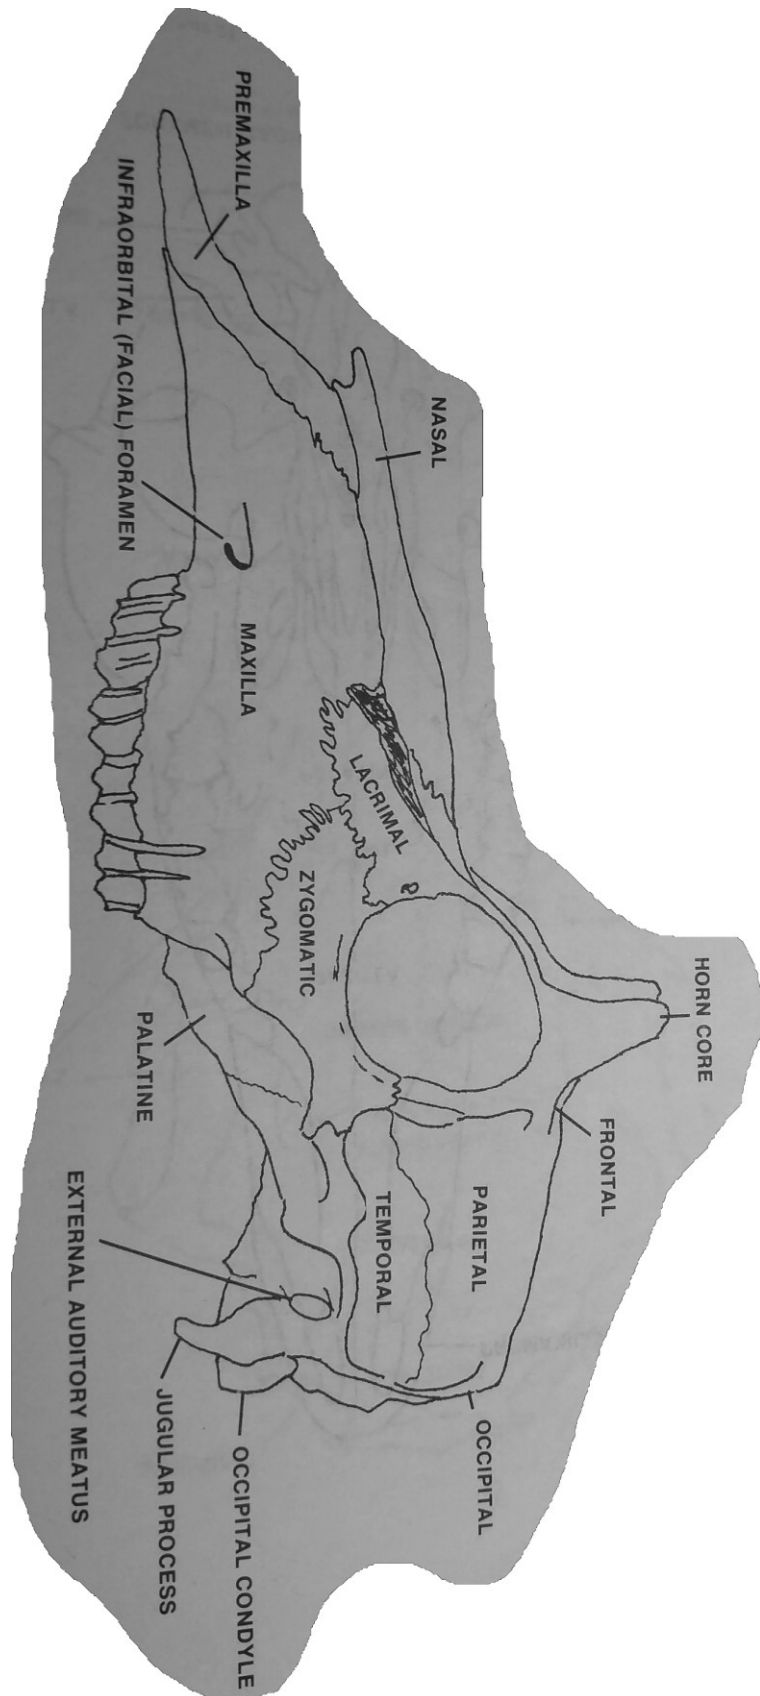 PREMAXILLA
INFRAORBITAL (FACIAL) FORAMEN
NASAL
MAXILLA
LACRIMAL
ZYGOMATIC
HORN CORE
PALATINE
FRONTAL
PARIETAL
TEMPORAL
EXTERNAL AUDITORY MEATUS
OCCIPITAL
JUGULAR PROCESS
OCCIPITAL CONDYLE